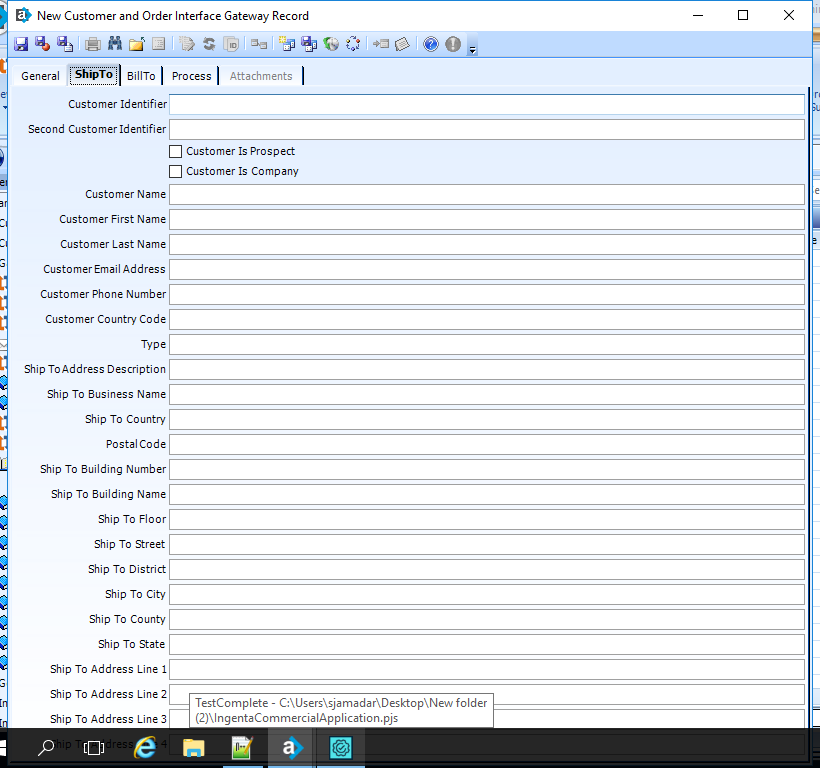 New Customer and Order Interface Gateway Record
General ShipTo BillTo Process Attachments
Customer Identifier
Second Customer Identifier
Customer Is Prospect
Customer Is Company
Customer Name
Customer First Name
Customer Last Name
Customer Email Address
Customer Phone Number
Customer Country Code
Type
Ship To Address Description
Ship To Business Name
Ship To Country
Postal Code
Ship To Building Number
Ship To Building Name
Ship To Floor
Ship To Street
Ship To District
Ship To City
Ship To County
Ship To State
Ship To Address Line 1
Ship To Address Line 2
TestComplete - C:\Users\sjamadar\Desktop\New folder
(2)\IngentaCommercialApplication.pjs
Ship To Address Line 3
Ship To Address Line 4